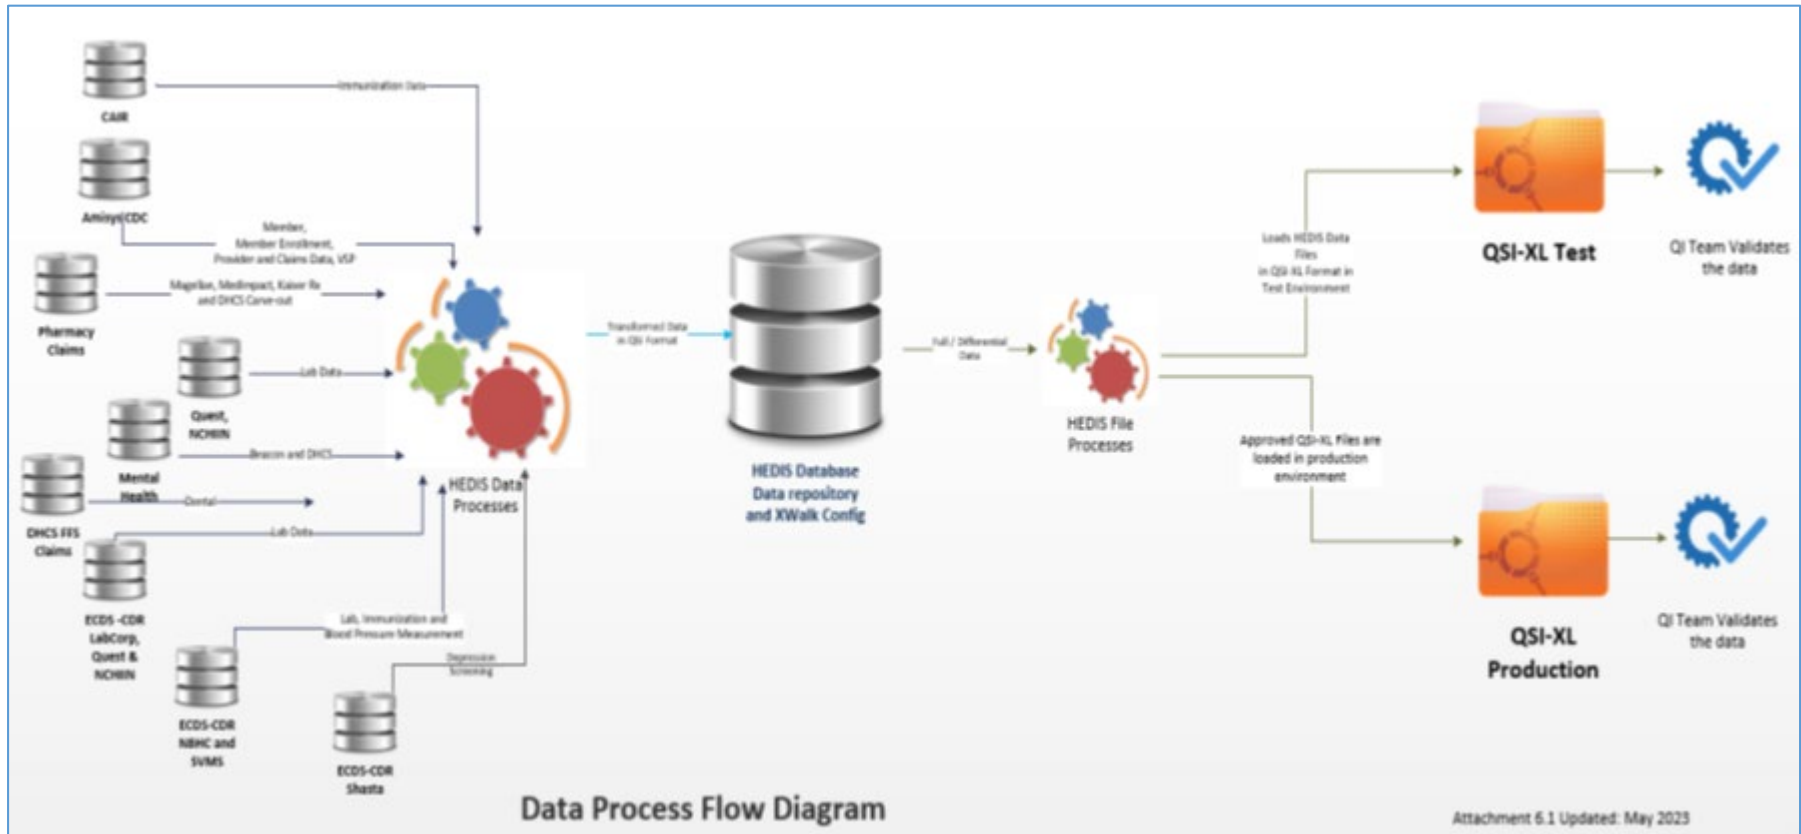 CAIR
Immunization Data
Amisys CDC
Member,
Member Enrollment,
Provider and Claims Data, VSP
Pharmacy
Claims
Magellan, MedImpact, Kaiser Rx
and DHCS Carve-out
Quest,
NCHIIN
Lab Data
Mental
Health
Beacon and DHCS
DHCS FFS
Claims
Dental
ECDS -CDR
LabCorp,
Quest &
NCHIIN
Lab Data
ECDS-CDR
NBHC and
SVMS
Lab, Immunization and
Blood Pressure Measurement
ECDS-CDR
Shasta
Depression
Screening
HEDIS Data
Processes
Transformed Data
in QSI Format
HEDIS Database
Data repository
and XWalk Config
Full / Differential
Data
HEDIS File
Processes
Loads HEDIS Data
Files
in QSI-XL Format in
Test Environment
QSI-XL Test
QI Team Validates
the data
Approved QSI-XL Files are
loaded in production
environment
QSI-XL
Production
QI Team Validates
the data
Data Process Flow Diagram
Attachment 6.1 Updated: May 2023